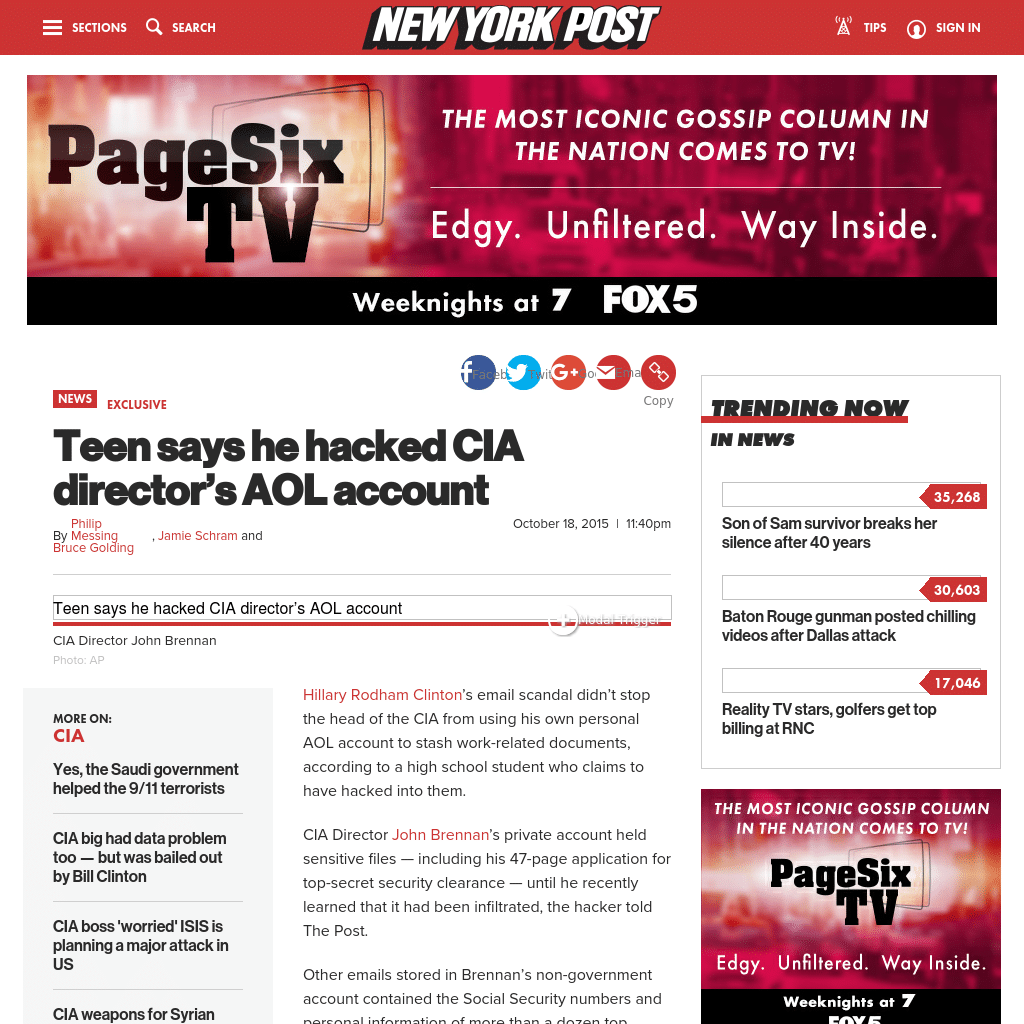 SECTIONS
SEARCH
NEW YORK POST
TIPS
SIGN IN
PageSix
TV
THE MOST ICONIC GOSSIP COLUMN IN
THE NATION COMES TO TV!
Edgy. Unfiltered. Way Inside.
Weeknights at 7 FOX5
Copy
NEWS
EXCLUSIVE
Teen says he hacked CIA
director’s AOL account
By Philip Messing, Jamie Schram and
Bruce Golding
October 18, 2015 | 11:40pm
Teen says he hacked CIA director’s AOL account
Modal Trigger
CIA Director John Brennan
Photo: AP
MORE ON:
CIA
Yes, the Saudi government
helped the 9/11 terrorists
CIA big had data problem
too — but was bailed out
by Bill Clinton
CIA boss 'worried' ISIS is
planning a major attack in
US
CIA weapons for Syrian
Hillary Rodham Clinton’s email scandal didn’t stop
the head of the CIA from using his own personal
AOL account to stash work-related documents,
according to a high school student who claims to
have hacked into them.
CIA Director John Brennan’s private account held
sensitive files — including his 47-page application for
top-secret security clearance — until he recently
learned that it had been infiltrated, the hacker told
The Post.
Other emails stored in Brennan’s non-government
account contained the Social Security numbers and
personal information of more than a dozen top
TRENDING NOW
IN NEWS
35,268
Son of Sam survivor breaks her
silence after 40 years
30,603
Baton Rouge gunman posted chilling
videos after Dallas attack
17,046
Reality TV stars, golfers get top
billing at RNC
THE MOST ICONIC GOSSIP COLUMN
IN THE NATION COMES TO TV!
PageSix
TV
Edgy. Unfiltered. Way Inside.
Weeknights at 7
FOX5